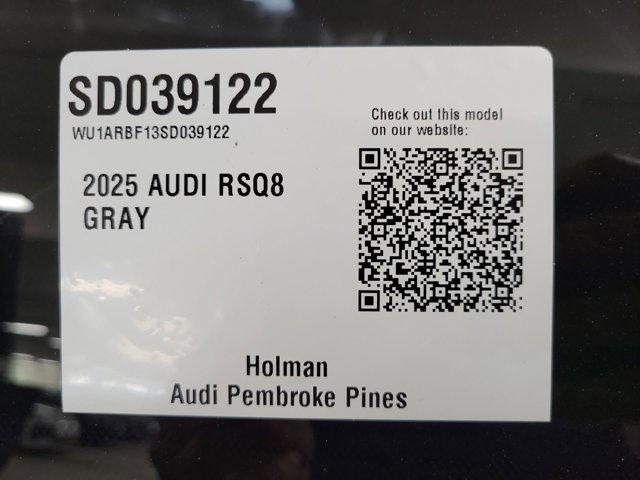 SD039122
WU1ARBF13SD039122
2025 AUDI RSQ8
GRAY
Check out this model
on our website:
Holman
Audi Pembroke Pines